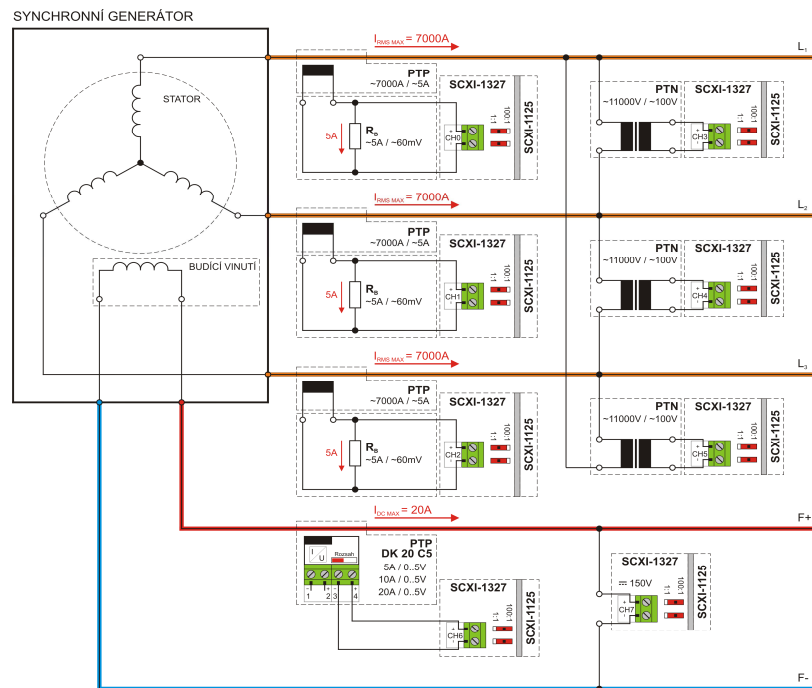 SYNCHRONNÍ GENERÁTOR
STATOR
BUDÍCÍ VINUTÍ
I RMS MAX = 7000A
L1
PTP
~7000A / ~5A
SCXI-1327
1:1
100:1
SCXI-1125
5A
RB
~5A / ~60mV
+
CH0
-
PTN
~11000V / ~100V
SCXI-1327
1:1
100:1
SCXI-1125
+
CH3
-
I RMS MAX = 7000A
L2
PTP
~7000A / ~5A
SCXI-1327
1:1
100:1
SCXI-1125
5A
RB
~5A / ~60mV
+
CH1
-
PTN
~11000V / ~100V
SCXI-1327
1:1
100:1
SCXI-1125
+
CH4
-
I RMS MAX = 7000A
L3
PTP
~7000A / ~5A
SCXI-1327
1:1
100:1
SCXI-1125
5A
RB
~5A / ~60mV
+
CH2
-
PTN
~11000V / ~100V
SCXI-1327
1:1
100:1
SCXI-1125
+
CH5
-
I DC MAX = 20A
F+
PTP
DK 20 C5
5A / 0..5V
10A / 0..5V
20A / 0..5V
I
U
Rozsah
- + - +
1 2 3 4
SCXI-1327
1:1
100:1
SCXI-1125
+
CH6
-
SCXI-1327
150V
1:1
100:1
SCXI-1125
+
CH7
-
F-